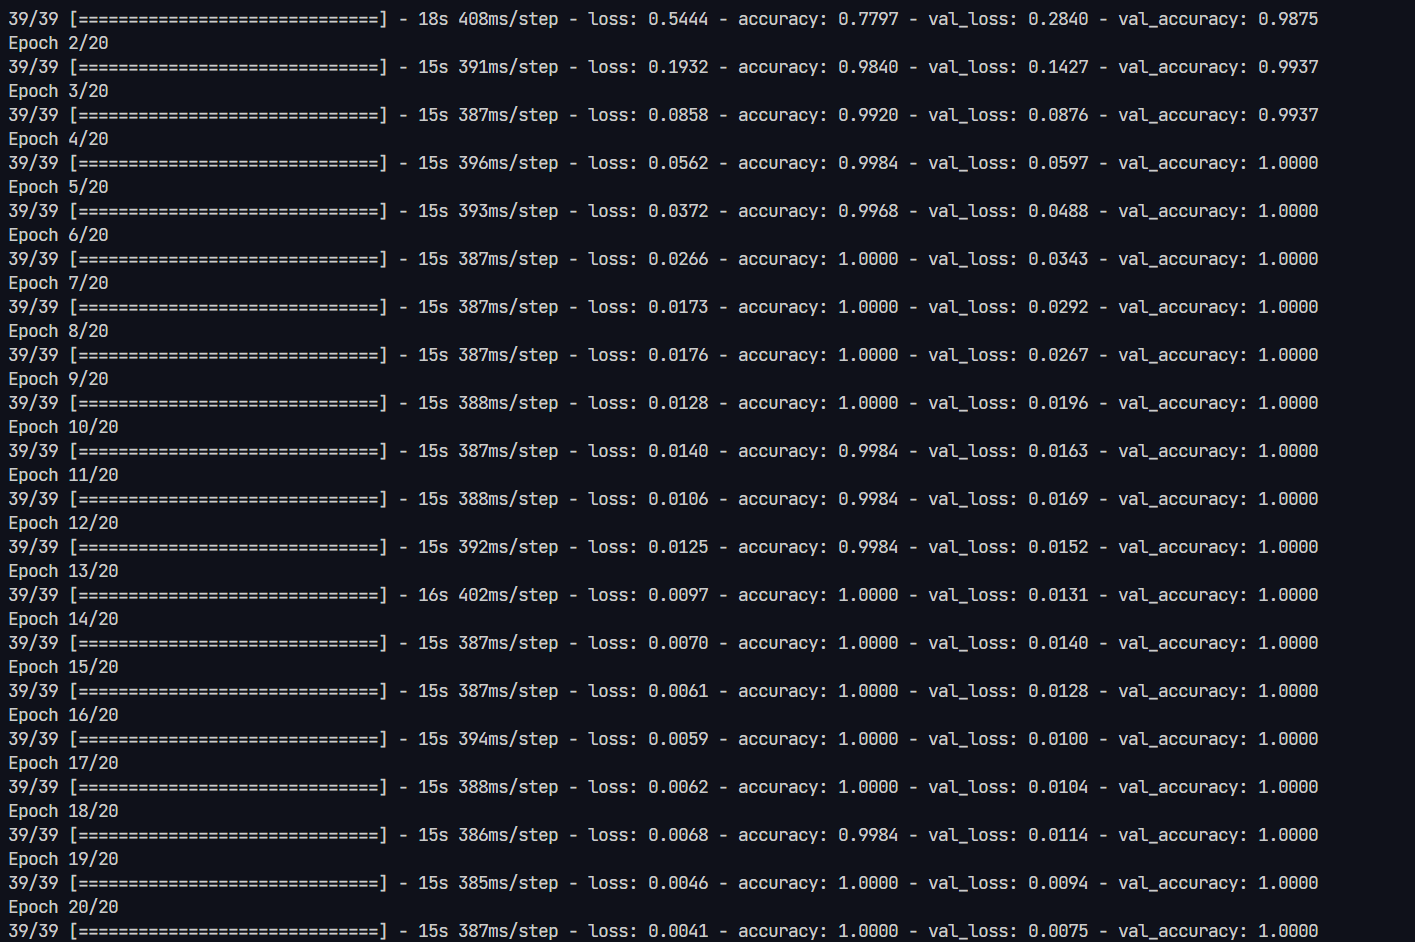 39/39 [==============================] - 18s 408ms/step - loss: 0.5444 - accuracy: 0.7797 - val_loss: 0.2840 - val_accuracy: 0.9875
Epoch 2/20
39/39 [==============================] - 15s 391ms/step - loss: 0.1932 - accuracy: 0.9840 - val_loss: 0.1427 - val_accuracy: 0.9937
Epoch 3/20
39/39 [==============================] - 15s 387ms/step - loss: 0.0858 - accuracy: 0.9920 - val_loss: 0.0876 - val_accuracy: 0.9937
Epoch 4/20
39/39 [==============================] - 15s 396ms/step - loss: 0.0562 - accuracy: 0.9984 - val_loss: 0.0597 - val_accuracy: 1.0000
Epoch 5/20
39/39 [==============================] - 15s 393ms/step - loss: 0.0372 - accuracy: 0.9968 - val_loss: 0.0488 - val_accuracy: 1.0000
Epoch 6/20
39/39 [==============================] - 15s 387ms/step - loss: 0.0266 - accuracy: 1.0000 - val_loss: 0.0343 - val_accuracy: 1.0000
Epoch 7/20
39/39 [==============================] - 15s 387ms/step - loss: 0.0173 - accuracy: 1.0000 - val_loss: 0.0292 - val_accuracy: 1.0000
Epoch 8/20
39/39 [==============================] - 15s 387ms/step - loss: 0.0176 - accuracy: 1.0000 - val_loss: 0.0267 - val_accuracy: 1.0000
Epoch 9/20
39/39 [==============================] - 15s 388ms/step - loss: 0.0128 - accuracy: 1.0000 - val_loss: 0.0196 - val_accuracy: 1.0000
Epoch 10/20
39/39 [==============================] - 15s 387ms/step - loss: 0.0140 - accuracy: 0.9984 - val_loss: 0.0163 - val_accuracy: 1.0000
Epoch 11/20
39/39 [==============================] - 15s 388ms/step - loss: 0.0106 - accuracy: 0.9984 - val_loss: 0.0169 - val_accuracy: 1.0000
Epoch 12/20
39/39 [==============================] - 15s 392ms/step - loss: 0.0125 - accuracy: 0.9984 - val_loss: 0.0152 - val_accuracy: 1.0000
Epoch 13/20
39/39 [==============================] - 16s 402ms/step - loss: 0.0097 - accuracy: 1.0000 - val_loss: 0.0131 - val_accuracy: 1.0000
Epoch 14/20
39/39 [==============================] - 15s 387ms/step - loss: 0.0070 - accuracy: 1.0000 - val_loss: 0.0140 - val_accuracy: 1.0000
Epoch 15/20
39/39 [==============================] - 15s 387ms/step - loss: 0.0061 - accuracy: 1.0000 - val_loss: 0.0128 - val_accuracy: 1.0000
Epoch 16/20
39/39 [==============================] - 15s 394ms/step - loss: 0.0059 - accuracy: 1.0000 - val_loss: 0.0100 - val_accuracy: 1.0000
Epoch 17/20
39/39 [==============================] - 15s 388ms/step - loss: 0.0062 - accuracy: 1.0000 - val_loss: 0.0104 - val_accuracy: 1.0000
Epoch 18/20
39/39 [==============================] - 15s 386ms/step - loss: 0.0068 - accuracy: 0.9984 - val_loss: 0.0114 - val_accuracy: 1.0000
Epoch 19/20
39/39 [==============================] - 15s 385ms/step - loss: 0.0046 - accuracy: 1.0000 - val_loss: 0.0094 - val_accuracy: 1.0000
Epoch 20/20
39/39 [==============================] - 15s 387ms/step - loss: 0.0041 - accuracy: 1.0000 - val_loss: 0.0075 - val_accuracy: 1.0000